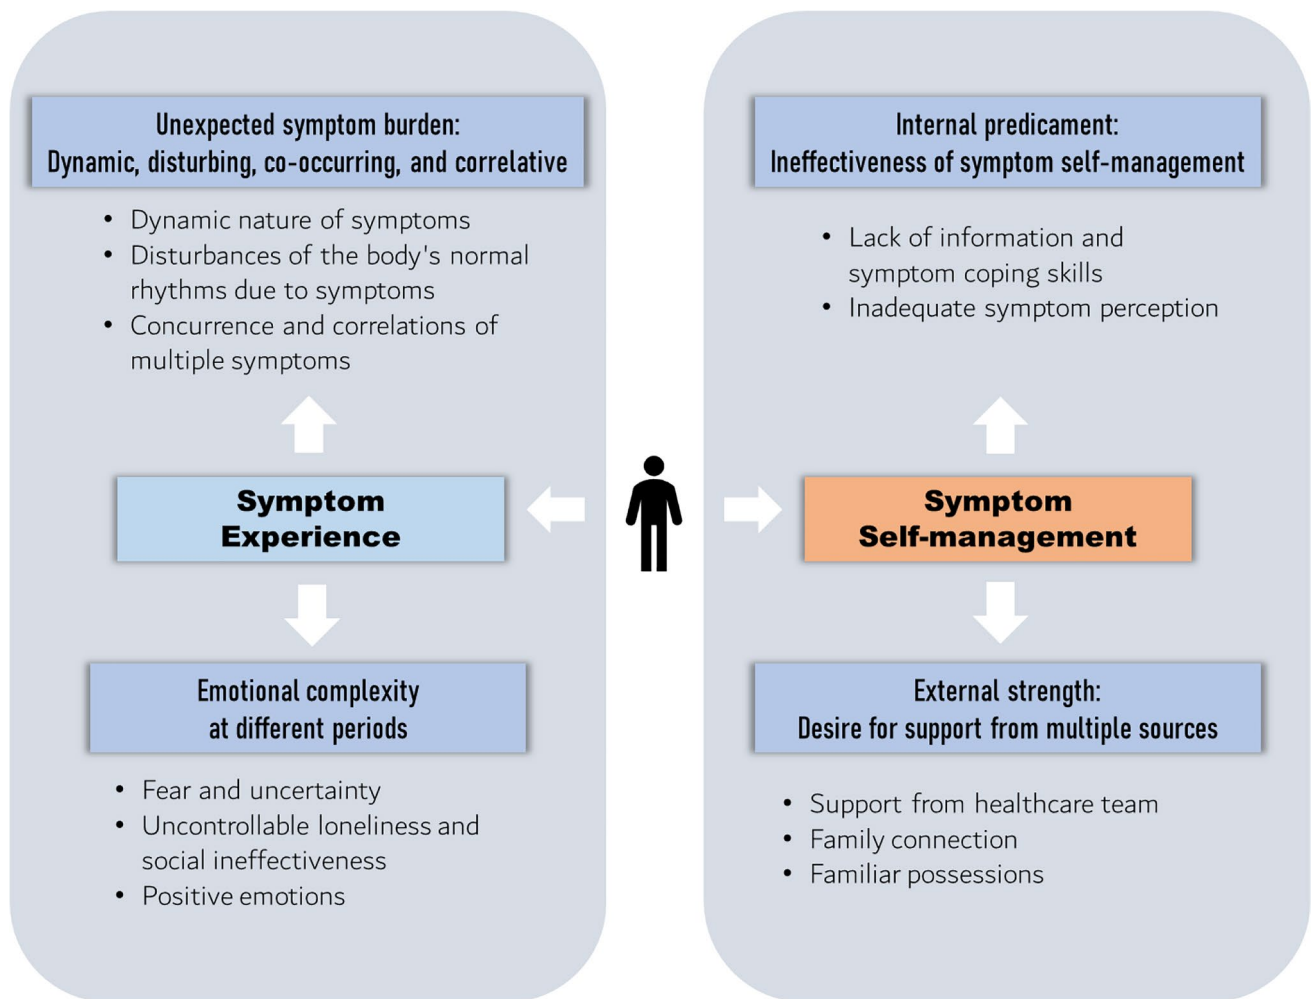 Unexpected symptom burden:
Dynamic, disturbing, co-occurring, and correlative
• Dynamic nature of symptoms
• Disturbances of the body's normal
rhythms due to symptoms
• Concurrence and correlations of
multiple symptoms
Symptom
Experience
Emotional complexity
at different periods
• Fear and uncertainty
• Uncontrollable loneliness and
social ineffectiveness
• Positive emotions
Internal predicament:
Ineffectiveness of symptom self-management
• Lack of information and
symptom coping skills
• Inadequate symptom perception
Symptom
Self-management
External strength:
Desire for support from multiple sources
• Support from healthcare team
• Family connection
• Familiar possessions